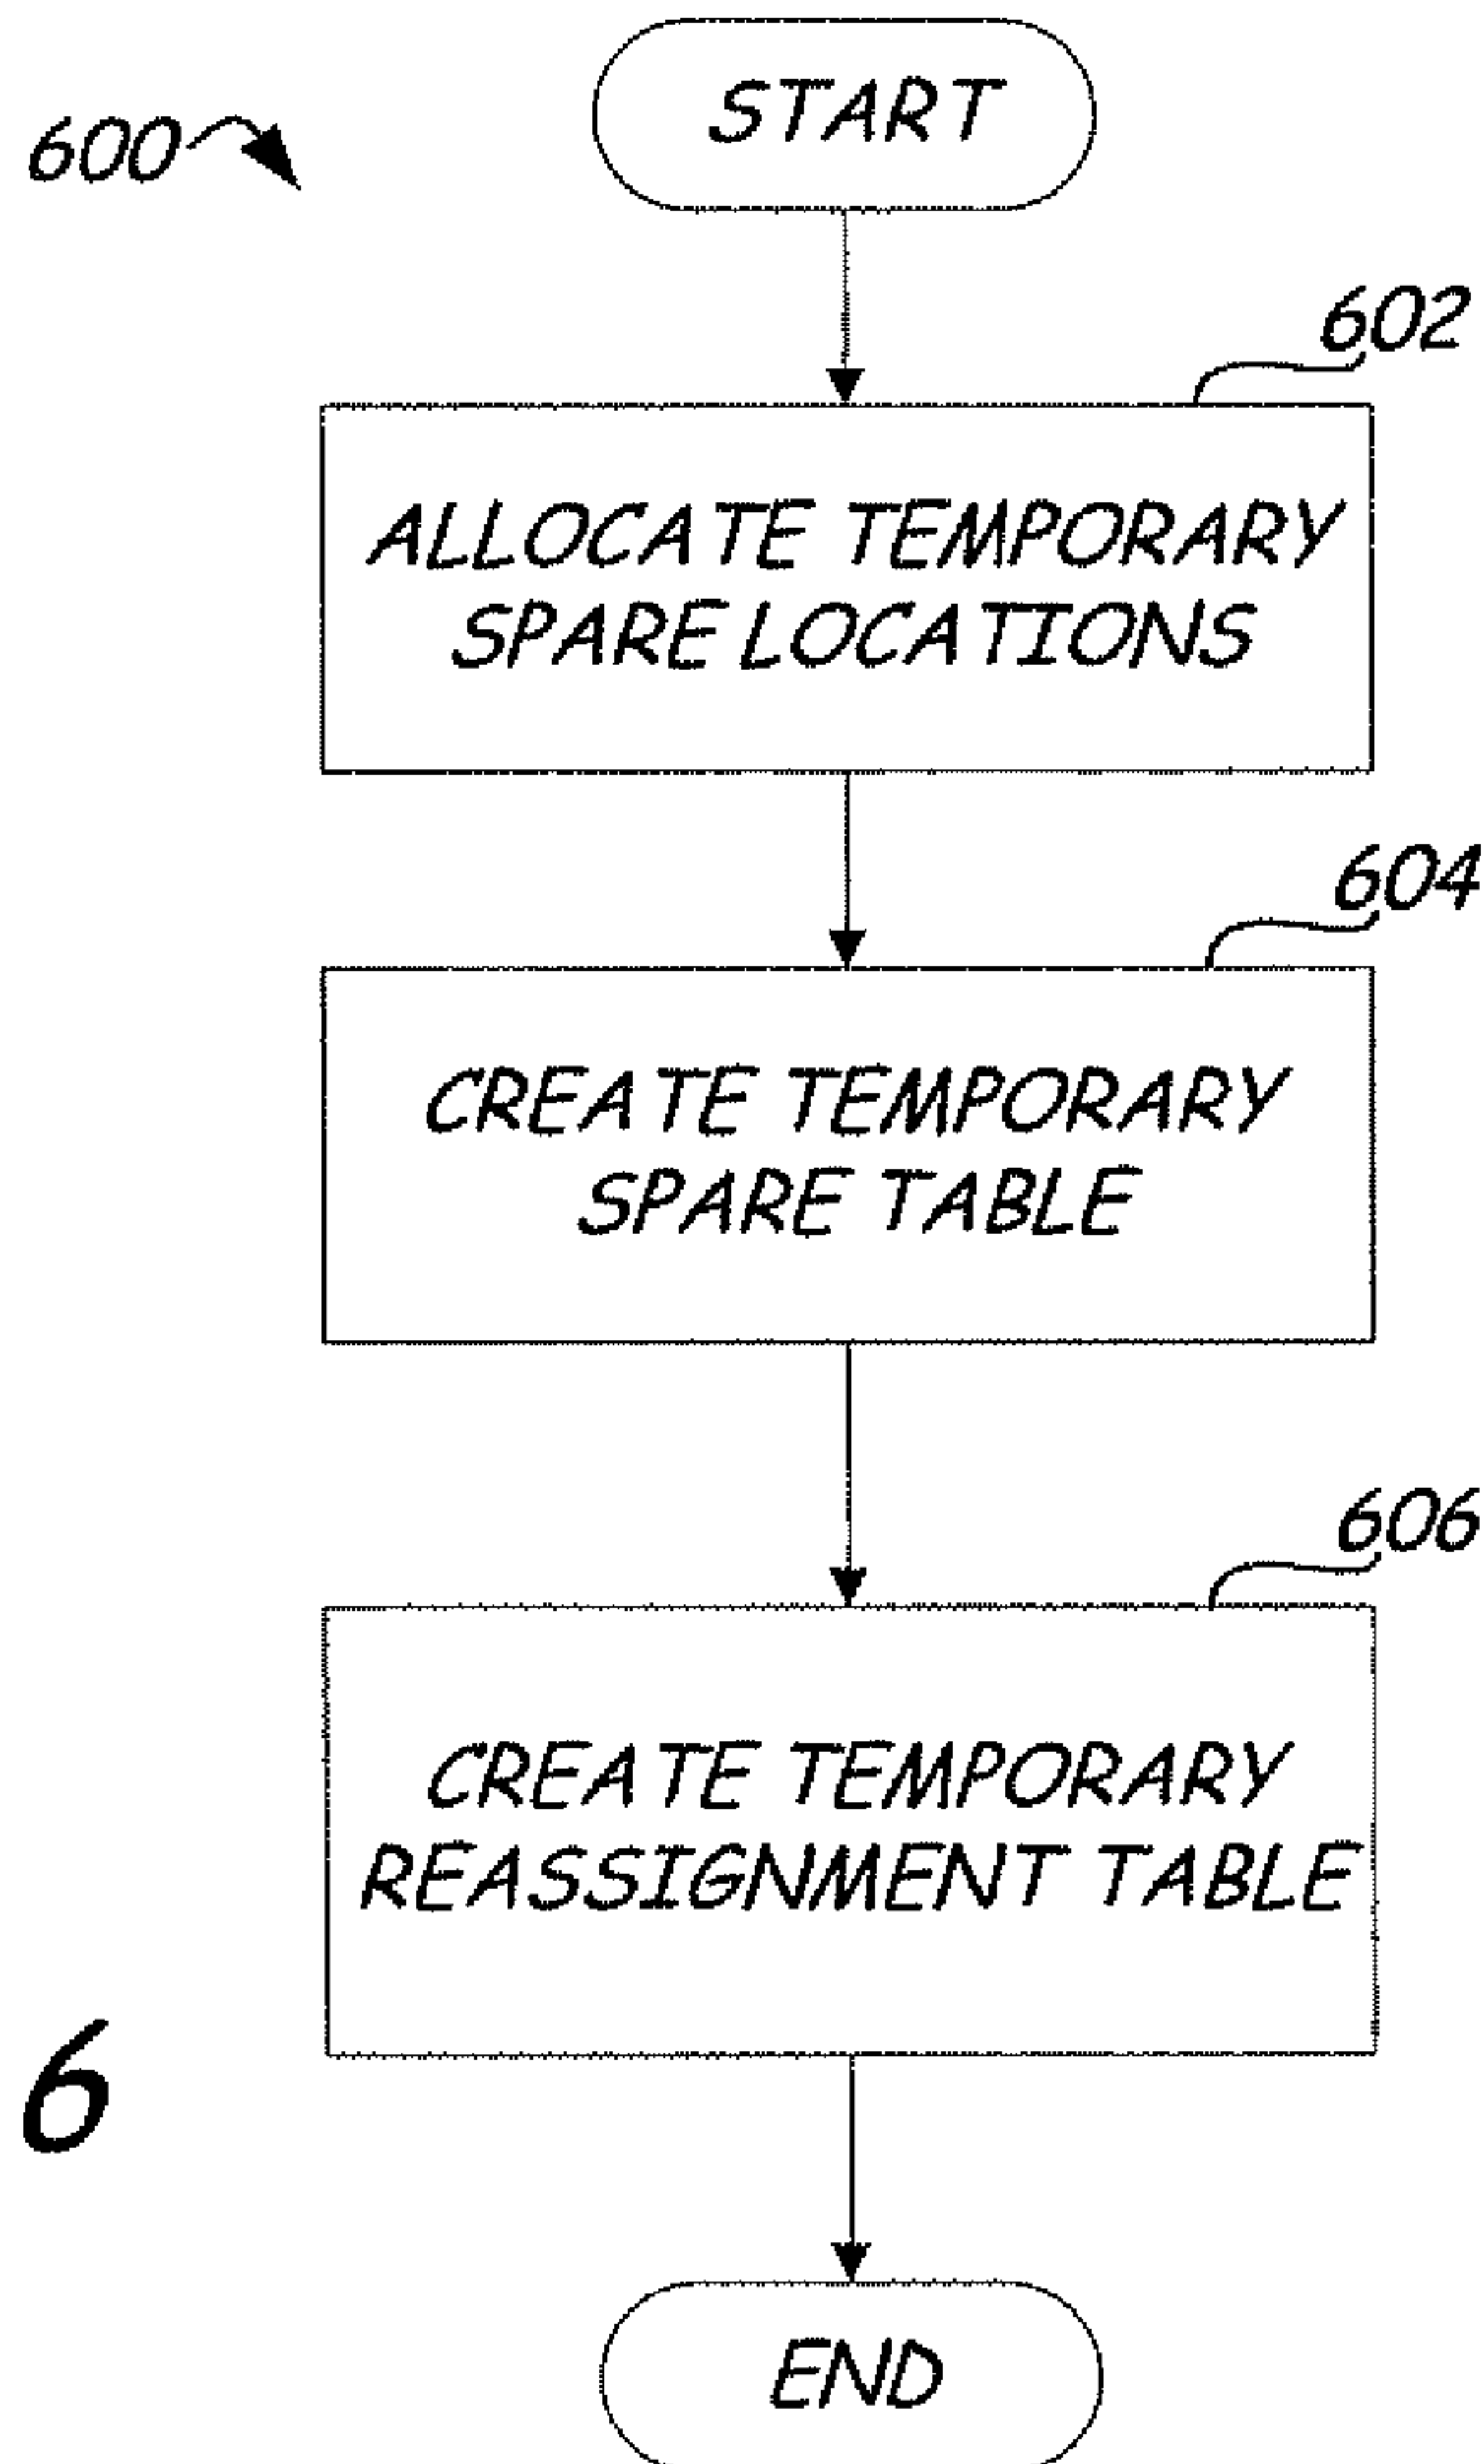 START
600
602
ALLOCATE TEMPORARY
SPARE LOCATIONS
604
CREATE TEMPORARY
SPARE TABLE
606
CREATE TEMPORARY
REASSIGNMENT TABLE
6
END